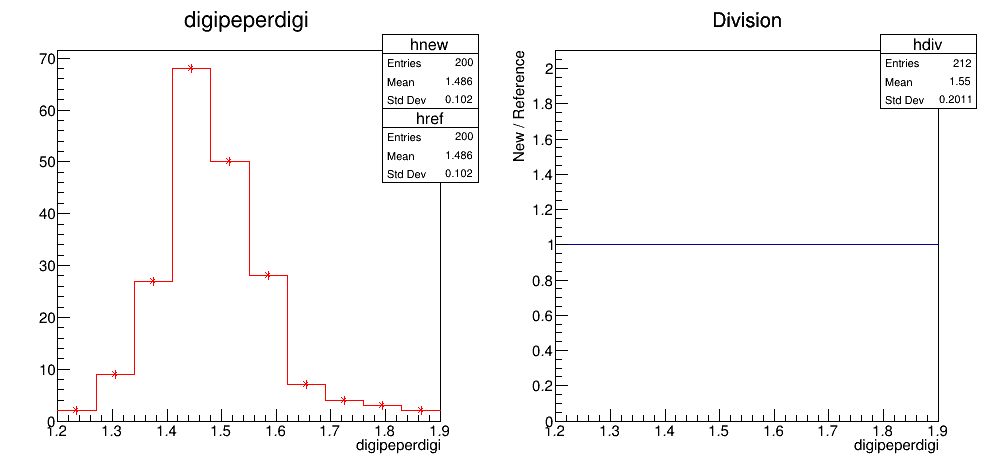 digipeperdigi
hnew
Entries 200
Mean 1.486
Std Dev 0.102
href
Entries 200
Mean 1.486
Std Dev 0.102
70
60
50
40
30
20
10
0
1.2 1.3 1.4 1.5 1.6 1.7 1.8 1.9
digipeperdigi
Division
hdiv
Entries 212
Mean 1.55
Std Dev 0.2011
New / Reference
2
1.8
1.6
1.4
1.2
1
0.8
0.6
0.4
0.2
0
1.2 1.3 1.4 1.5 1.6 1.7 1.8 1.9
digipeperdigi